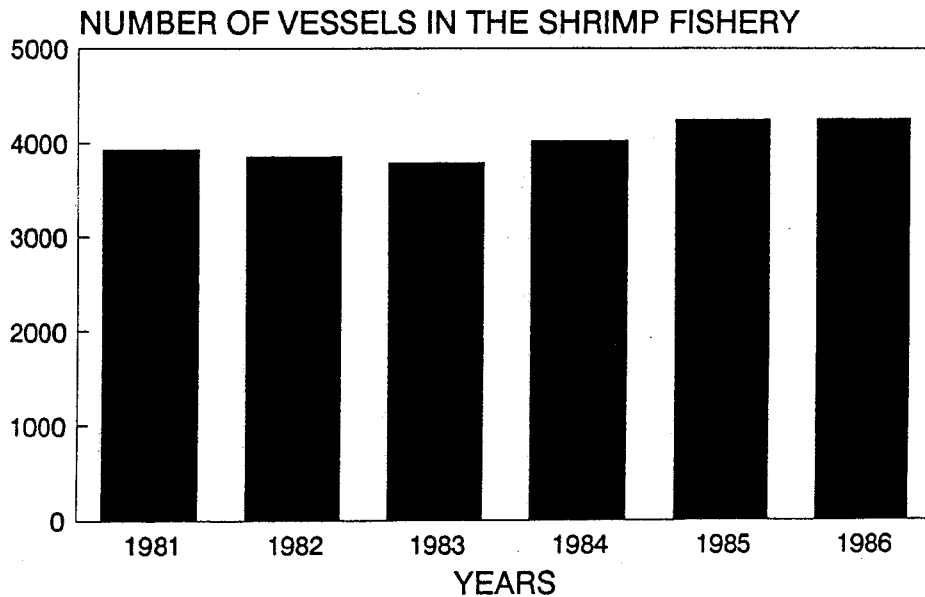 NUMBER OF VESSELS IN THE SHRIMP FISHERY
5000
4000
3000
2000
1000
0
1981 1982 1983 1984 1985 1986
YEARS